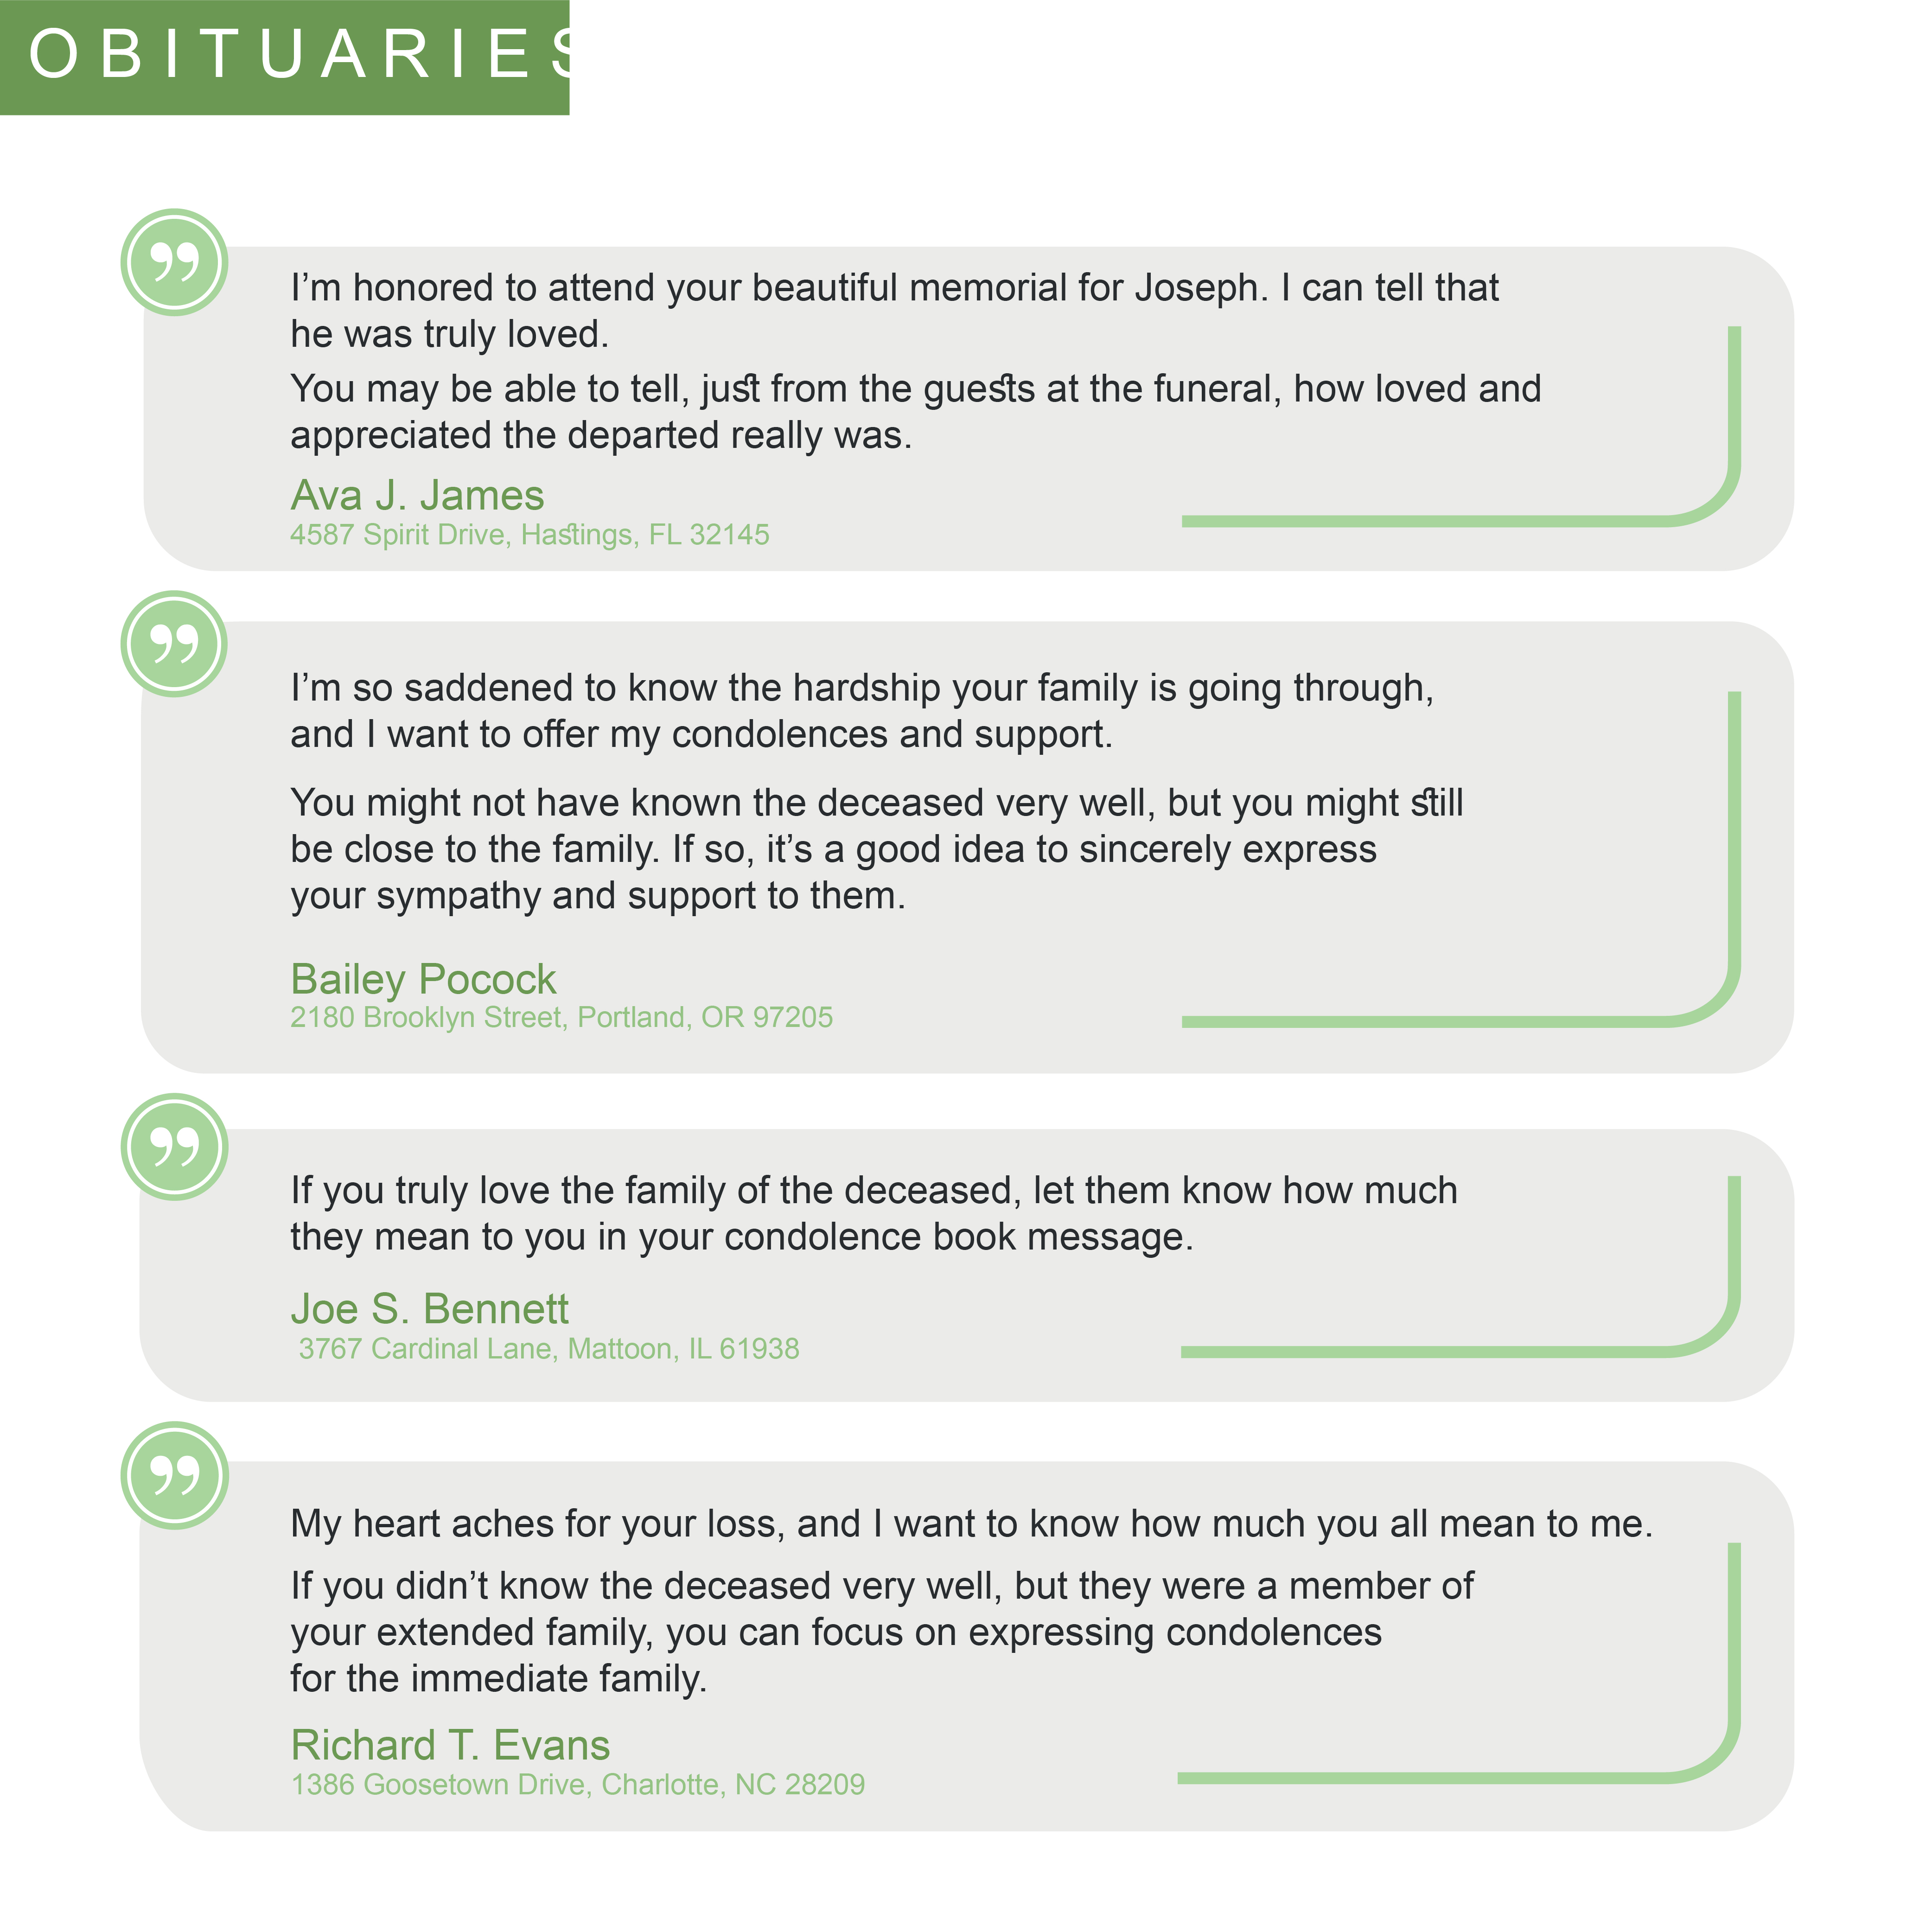 OBITUARIES
I’m honored to attend your beautiful memorial for Joseph. I can tell that
he was truly loved.
You may be able to tell, just from the guests at the funeral, how loved and
appreciated the departed really was.
Ava J. James
4587 Spirit Drive, Hastings, FL 32145
I’m so saddened to know the hardship your family is going through,
and I want to offer my condolences and support.
You might not have known the deceased very well, but you might still
be close to the family. If so, it’s a good idea to sincerely express
your sympathy and support to them.
Bailey Pocock
2180 Brooklyn Street, Portland, OR 97205
If you truly love the family of the deceased, let them know how much
they mean to you in your condolence book message.
Joe S. Bennett
3767 Cardinal Lane, Mattoon, IL 61938
My heart aches for your loss, and I want to know how much you all mean to me.
If you didn’t know the deceased very well, but they were a member of
your extended family, you can focus on expressing condolences
for the immediate family.
Richard T. Evans
1386 Goosetown Drive, Charlotte, NC 28209